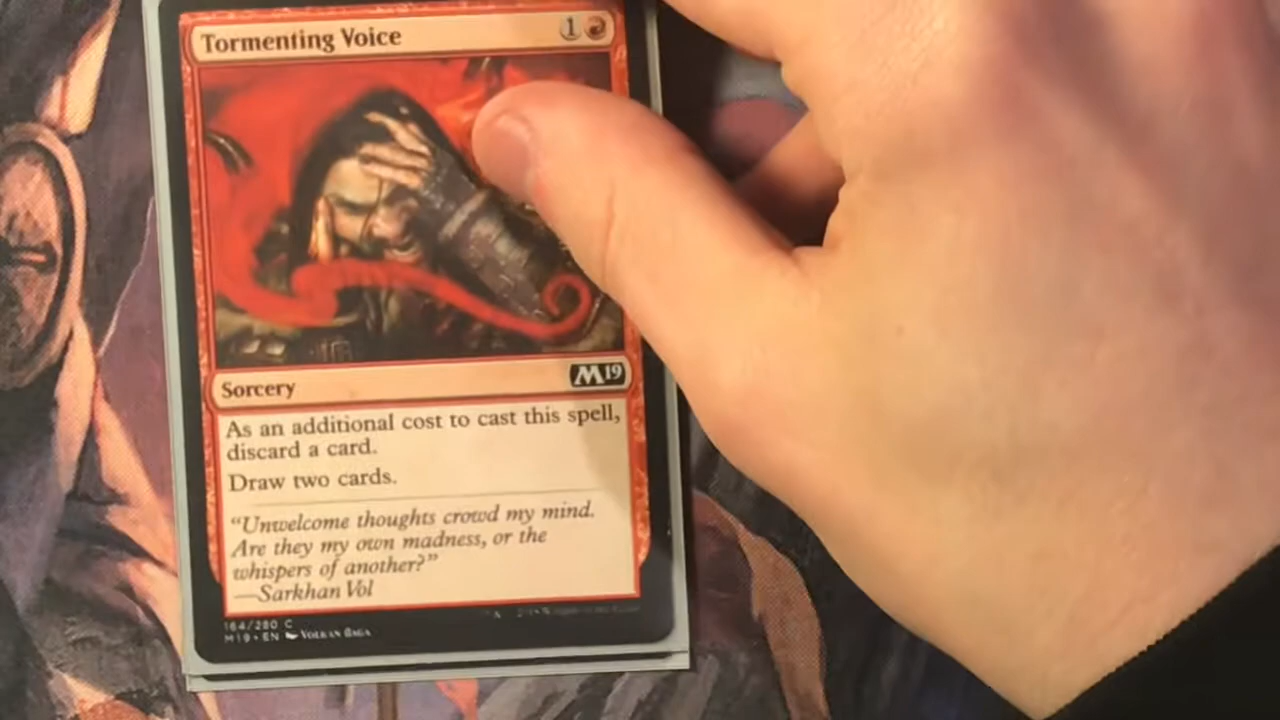 Tormenting Voice 1
Sorcery M19
As an additional cost to cast this spell,
discard a card.
Draw two cards.
"Unwelcome thoughts crowd my mind.
Are they my own madness, or the
whispers of another?"
—Sarkhan Vol
164/280 C
M19 • EN VOLKAN BAGA